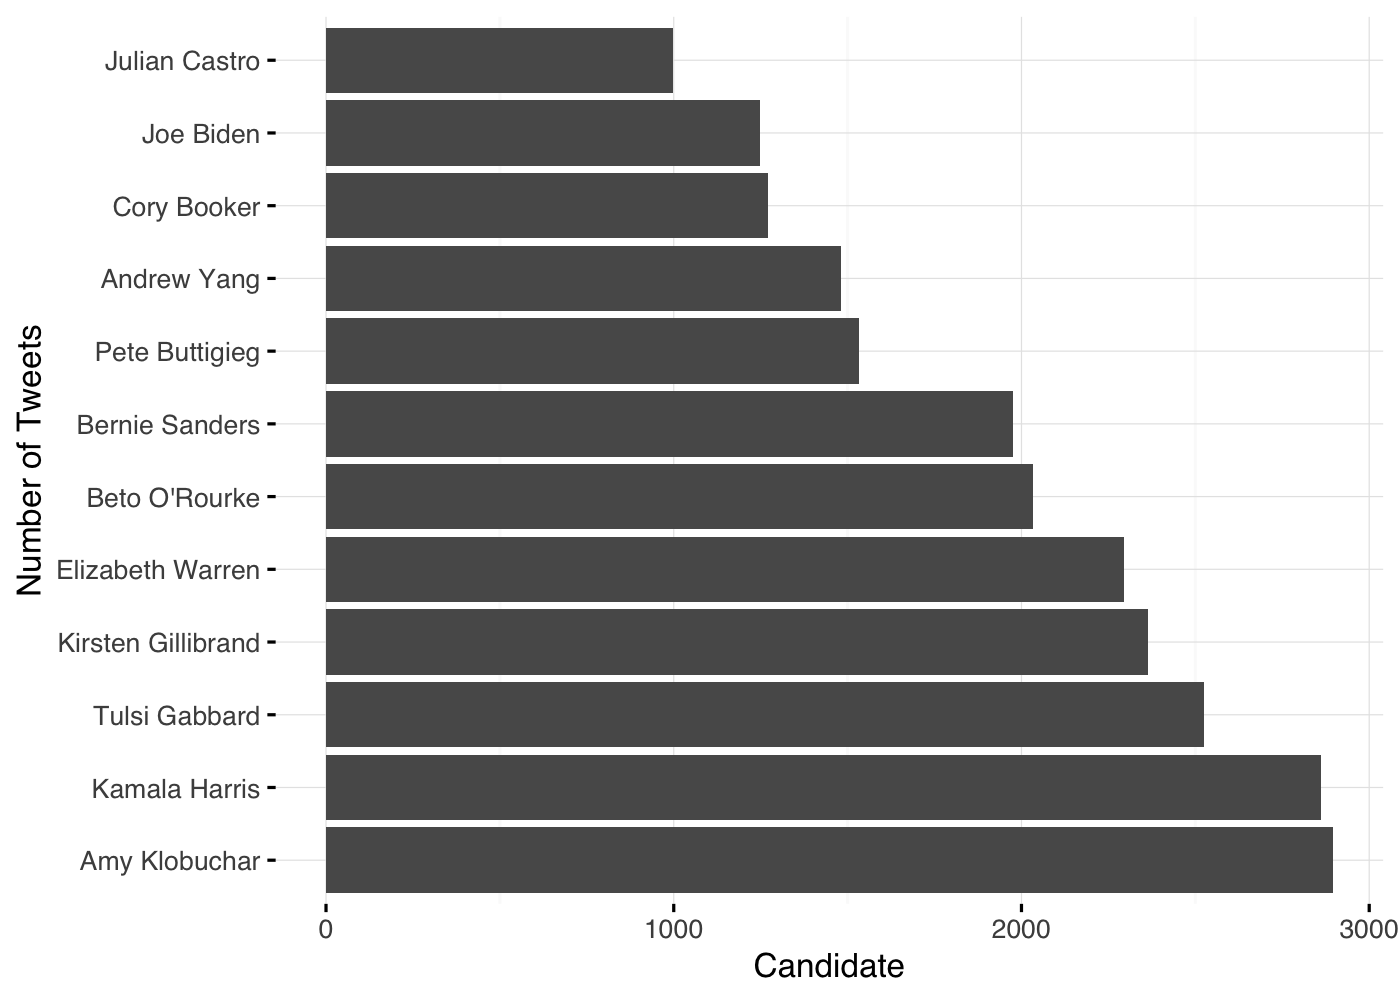 Julian Castro
Joe Biden
Cory Booker
Andrew Yang
Pete Buttigieg
Bernie Sanders
Beto O'Rourke
Elizabeth Warren
Kirsten Gillibrand
Tulsi Gabbard
Kamala Harris
Amy Klobuchar
Number of Tweets
0 1000 2000 3000
Candidate